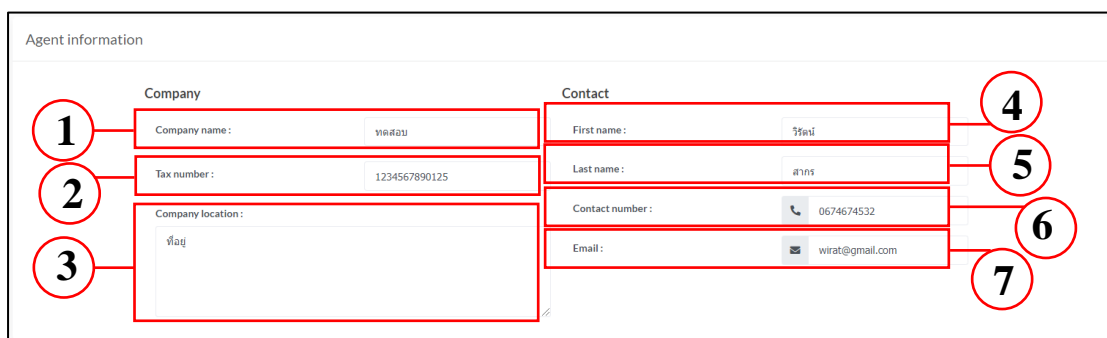 Agent information
Company
1
Company name :
ทดสอบ
2
Tax number :
1234567890125
3
Company location :
ที่อยู่
Contact
4
First name :
วิรัตน์
5
Last name :
สากร
6
Contact number :
0674674532
7
Email :
wirat@gmail.com